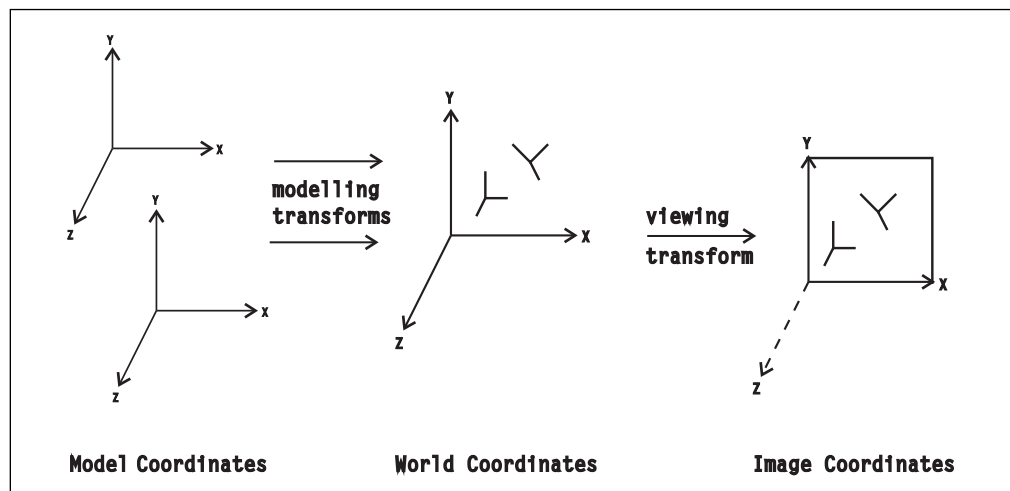 Y
X
Z
Y
X
Z
modelling
transforms
Y
X
Z
viewing
transform
Y
X
Z
Model Coordinates
World Coordinates
Image Coordinates